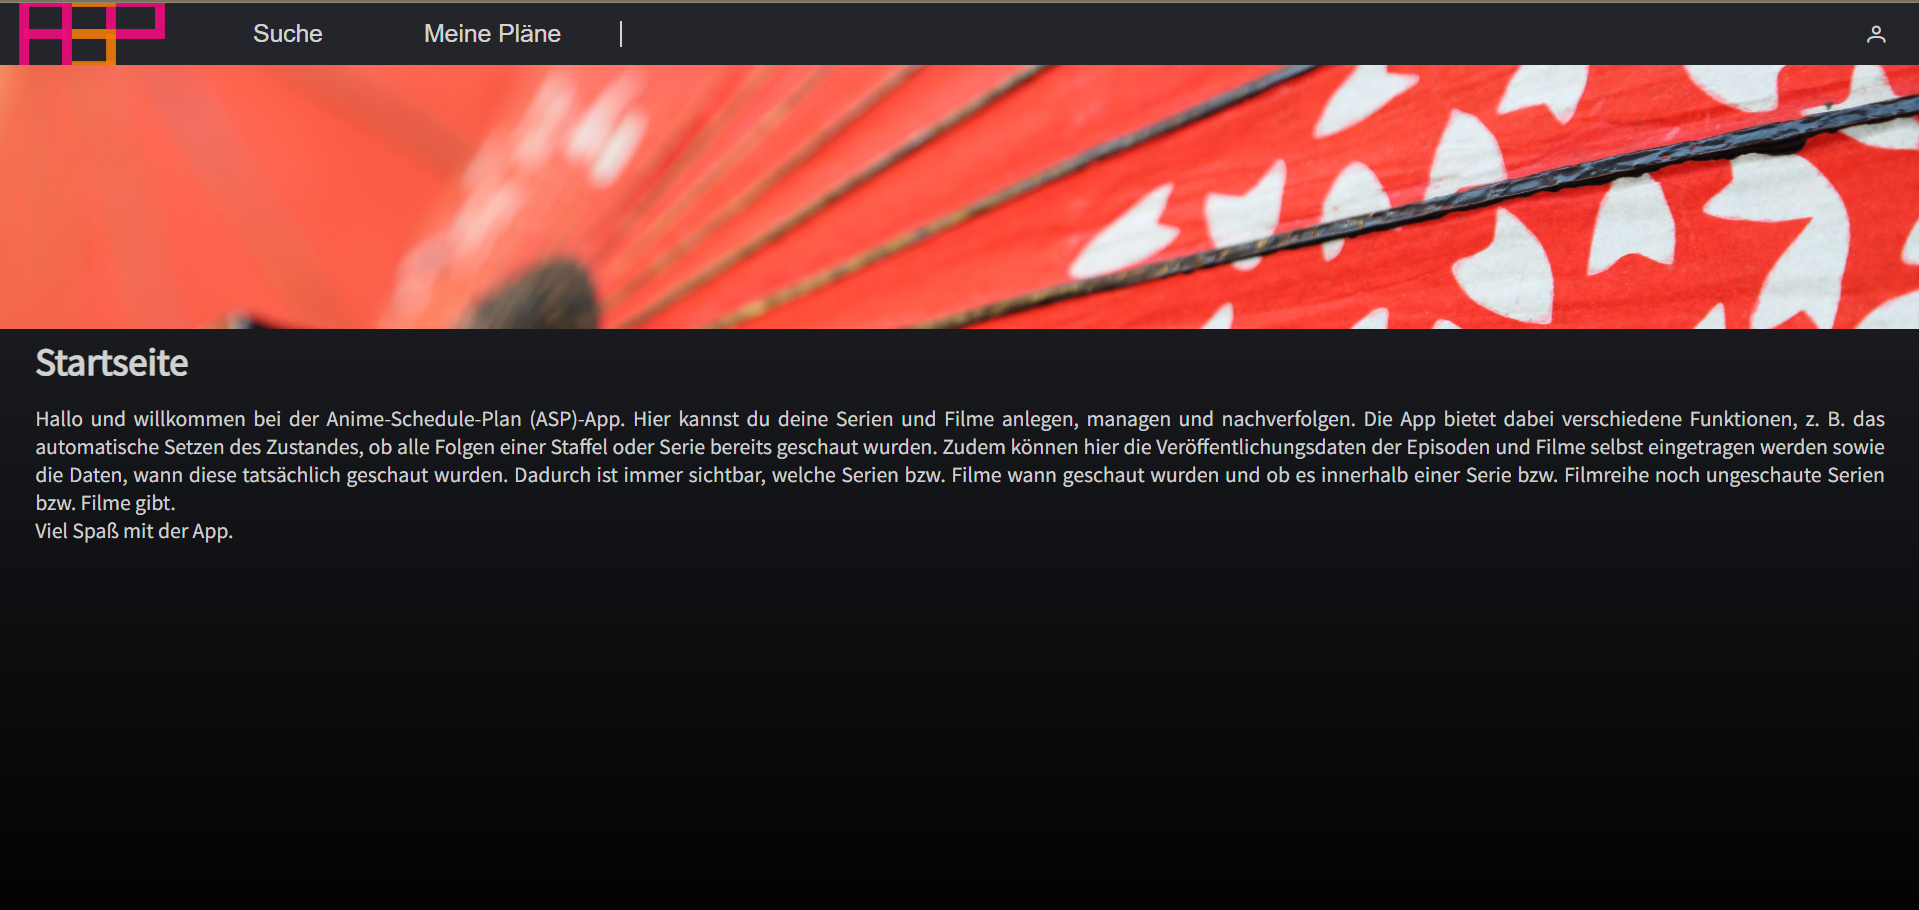 ASP
Suche
Meine Pläne
Startseite
Hallo und willkommen bei der Anime-Schedule-Plan (ASP)-App. Hier kannst du deine Serien und Filme anlegen, managen und nachverfolgen. Die App bietet dabei verschiedene Funktionen, z. B. das
automatische Setzen des Zustandes, ob alle Folgen einer Staffel oder Serie bereits geschaut wurden. Zudem können hier die Veröffentlichungsdaten der Episoden und Filme selbst eingetragen werden sowie
die Daten, wann diese tatsächlich geschaut wurden. Dadurch ist immer sichtbar, welche Serien bzw. Filme wann geschaut wurden und ob es innerhalb einer Serie bzw. Filmreihe noch ungeschaute Serien
bzw. Filme gibt.
Viel Spaß mit der App.